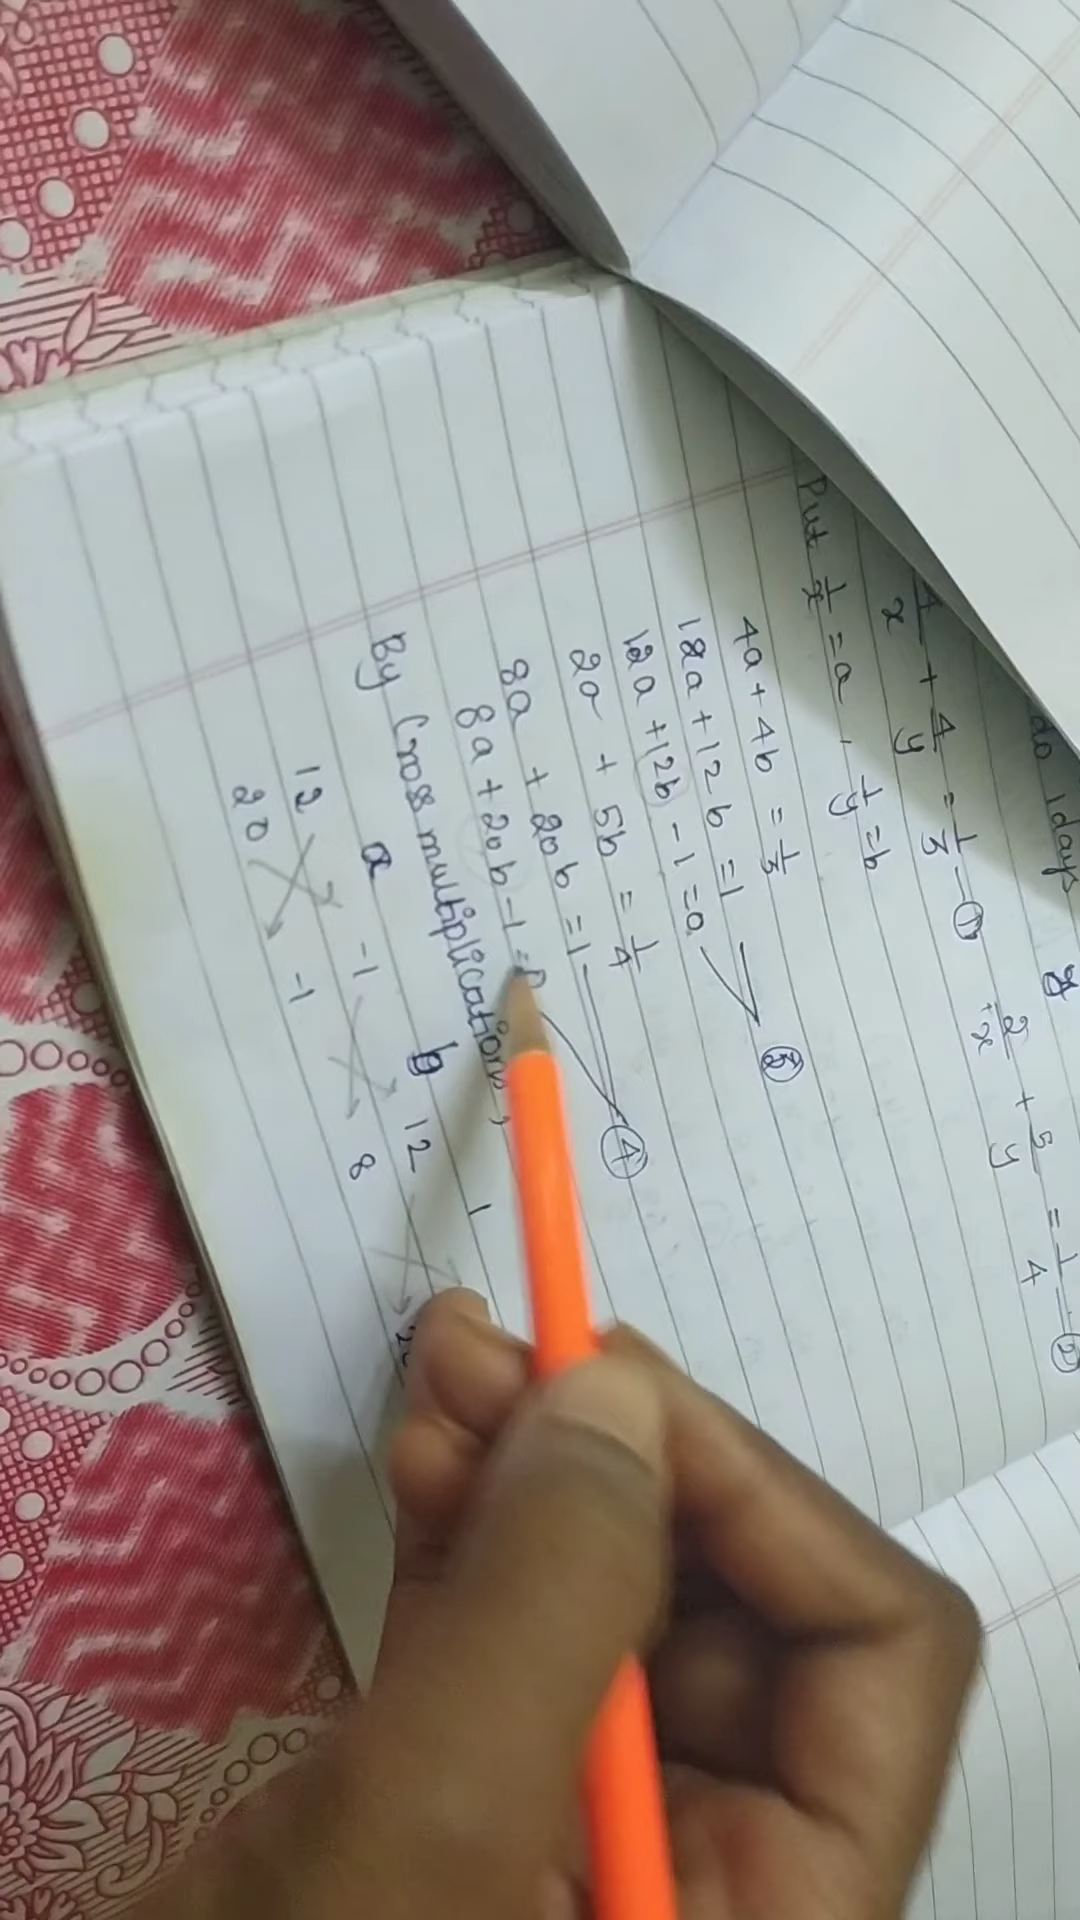 do 1days
4/x + 4/y = 1/3 — ① 2/x + 5/y = 1/4 — ②
Put 1/x = a , 1/y = b
4a + 4b = 1/3
12a + 12b = 1
12a + 12b - 1 = 0 — ③
2a + 5b = 1/4
8a + 20b = 1
8a + 20b - 1 = 0 — ④
By Cross multiplication,
a b 1
12 -1 12
20 -1 8